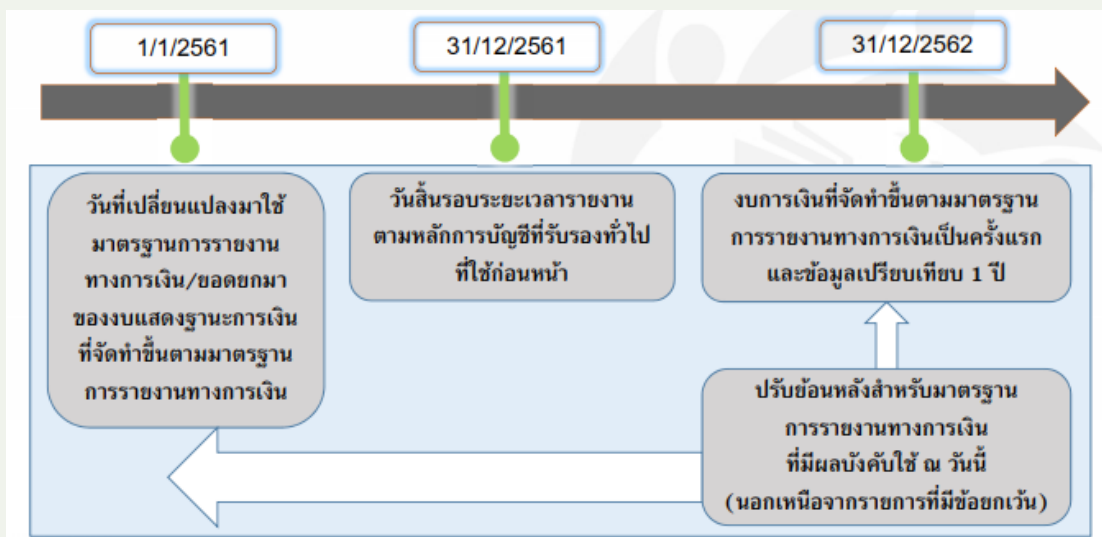 1/1/2561
31/12/2561
31/12/2562
วันที่เปลี่ยนแปลงมาใช้
มาตรฐานการรายงาน
ทางการเงิน/ยอดยกมา
ของงบแสดงฐานะการเงิน
ที่จัดทำขึ้นตามมาตรฐาน
การรายงานทางการเงิน
วันสิ้นรอบระยะเวลารายงาน
ตามหลักการบัญชีที่รับรองทั่วไป
ที่ใช้ก่อนหน้า
งบการเงินที่จัดทำขึ้นตามมาตรฐาน
การรายงานทางการเงินเป็นครั้งแรก
และข้อมูลเปรียบเทียบ 1 ปี
ปรับย้อนหลังสำหรับมาตรฐาน
การรายงานทางการเงิน
ที่มีผลบังคับใช้ ณ วันนี้
(นอกเหนือจากรายการที่มีข้อยกเว้น)